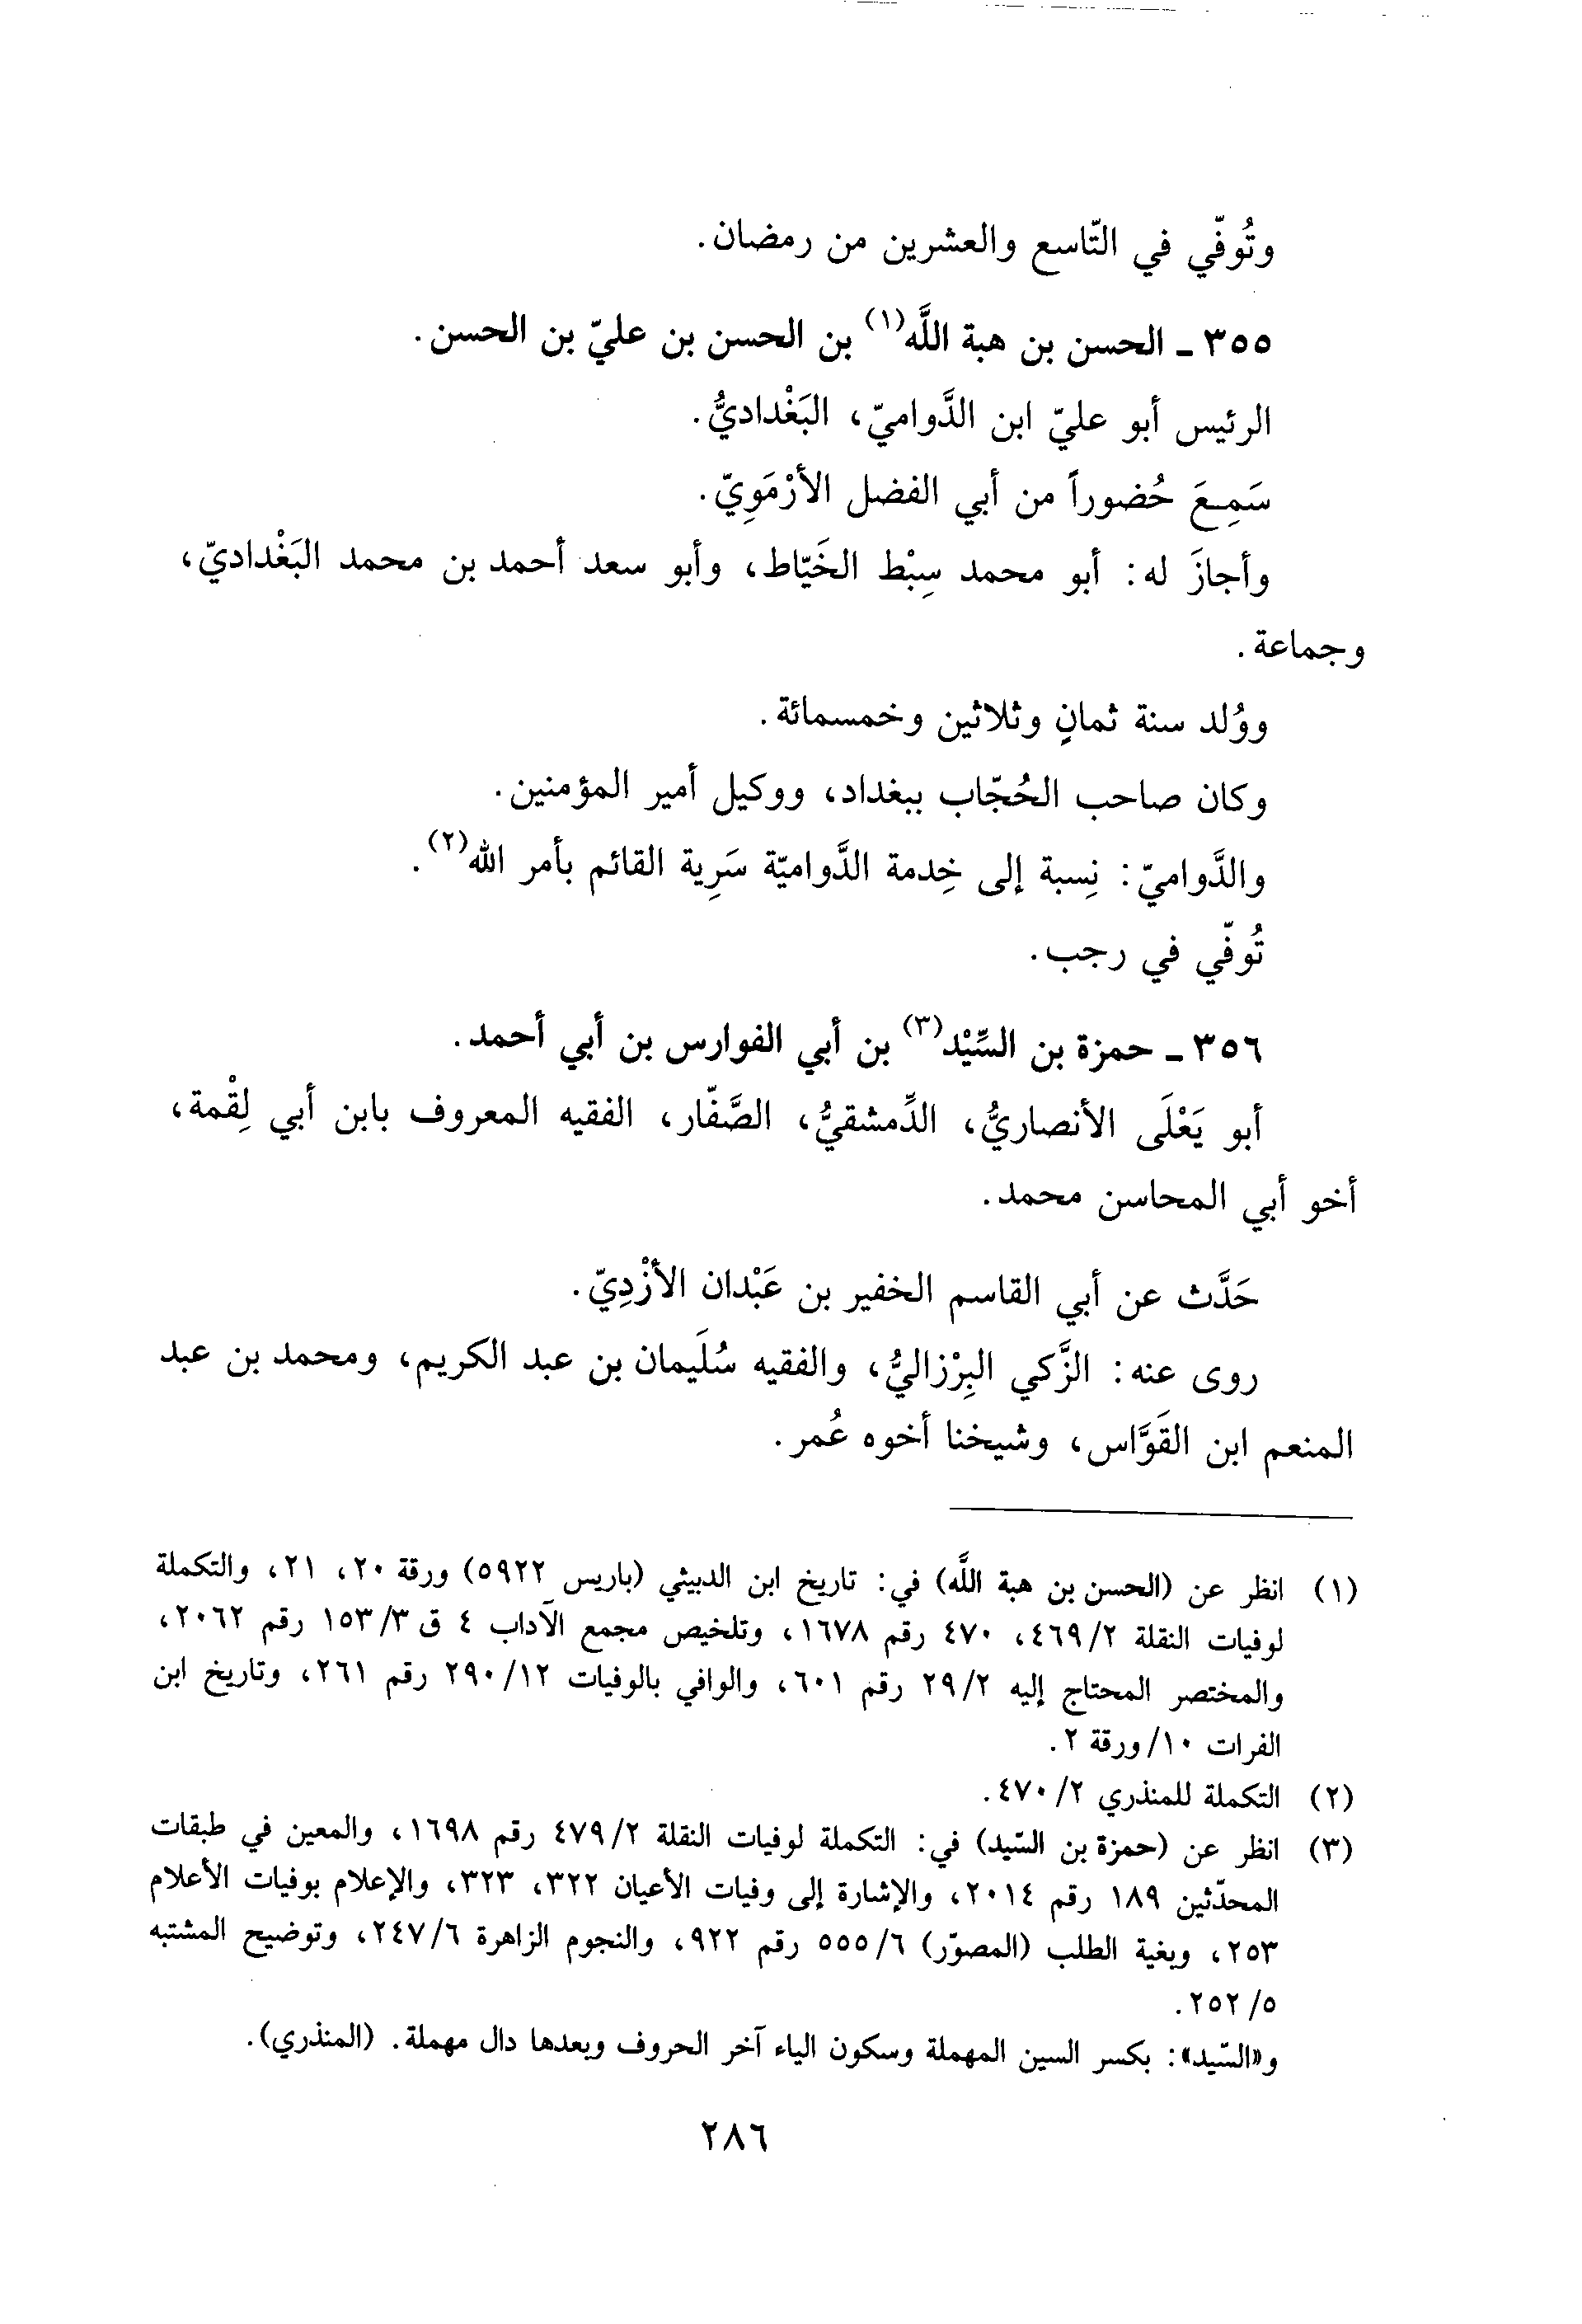 وتُوفّي في التّاسع والعشرين من رمضان.
٣٥٥ ـ الحسن بن هبة اللَّه(١) بن الحسن بن عليّ بن الحسن.
الرئيس أبو عليّ ابن الدَّواميّ، البَغْداديُّ.
سَمِعَ حُضوراً من أبي الفضل الأرْمَوِيّ.
وأجازَ له: أبو محمد سِبْط الخَيّاط، وأبو سعد أحمد بن محمد البَغْداديّ،
وجماعة.
ووُلد سنة ثمانٍ وثلاثين وخمسمائة.
وكان صاحب الحُجّاب ببغداد، ووكيل أمير المؤمنين.
والدَّواميّ: نِسبة إلى خِدمة الدَّواميّة سَرِية القائم بأمر الله(٢).
تُوفّي في رجب.
٣٥٦ ـ حمزة بن السِّيْد(٣) بن أبي الفوارس بن أبي أحمد.
أبو يَعْلَى الأنصاريُّ، الدِّمشقيُّ، الصَّفّار، الفقيه المعروف بابن أبي لِقْمة،
أخو أبي المحاسن محمد.
حَدَّث عن أبي القاسم الخفير بن عَبْدان الأزْدِيّ.
روى عنه: الزَّكي البِرْزاليُّ، والفقيه سُلَيمان بن عبد الكريم، ومحمد بن عبد
المنعم ابن القَوَّاس، وشيخنا أخوه عُمر.
(١) انظر عن (الحسن بن هبة اللَّه) في: تاريخ ابن الدبيثي (باريس ٥٩٢٢) ورقة ٢٠، ٢١، والتكملة
لوفيات النقلة ٤٦٩/٢، ٤٧٠ رقم ١٦٧٨، وتلخيص مجمع الآداب ٤ ق ١٥٣/٣ رقم ٢٠٦٢،
والمختصر المحتاج إليه ٢٩/٢ رقم ٦٠١، والوافي بالوفيات ٢٩٠/١٢ رقم ٢٦١، وتاريخ ابن
الفرات ١٠/ورقة ٢.
(٢) التكملة للمنذري ٤٧٠/٢.
(٣) انظر عن (حمزة بن السّيد) في: التكملة لوفيات النقلة ٤٧٩/٢ رقم ١٦٩٨، والمعين في طبقات
المحدّثين ١٨٩ رقم ٢٠١٤، والإشارة إلى وفيات الأعيان ٣٢٢، ٣٢٣، والإعلام بوفيات الأعلام
٢٥٣، وبغية الطلب (المصوّر) ٥٥٥/٦ رقم ٩٢٢، والنجوم الزاهرة ٢٤٧/٦، وتوضيح المشتبه
٢٥٢/٥.
و«السّيد»: بكسر السين المهملة وسكون الياء آخر الحروف وبعدها دال مهملة. (المنذري).
٢٨٦